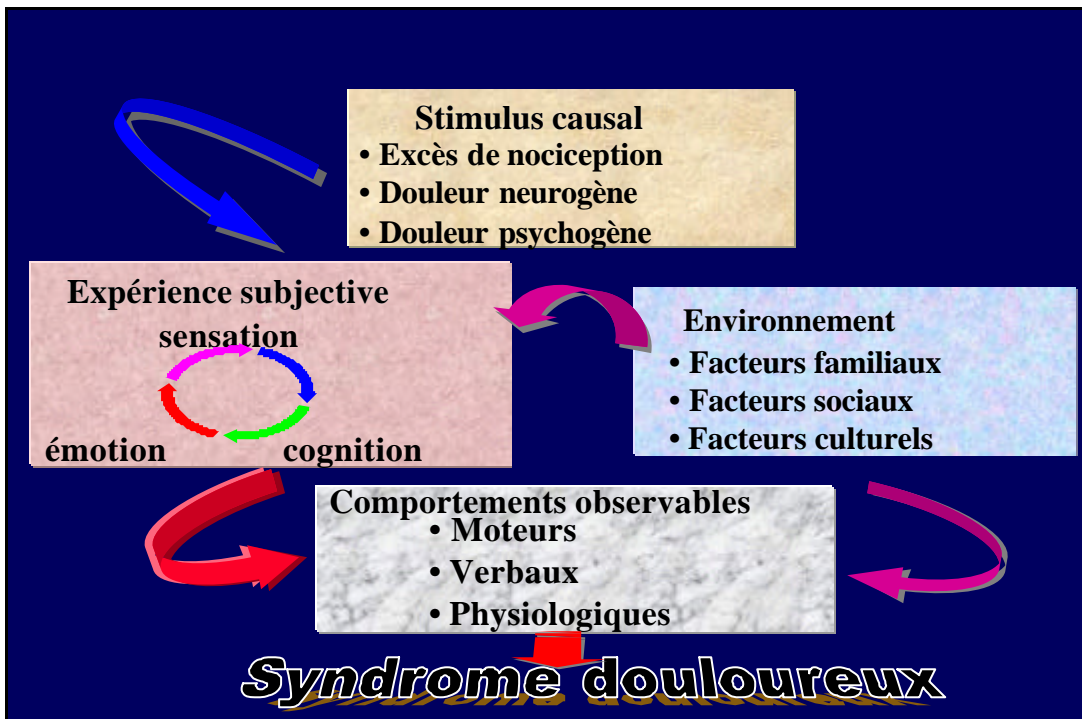 Stimulus causal
• Excès de nociception
• Douleur neurogène
• Douleur psychogène
Expérience subjective
sensation
émotion cognition
Environnement
• Facteurs familiaux
• Facteurs sociaux
• Facteurs culturels
Comportements observables
• Moteurs
• Verbaux
• Physiologiques
Syndrome douloureux